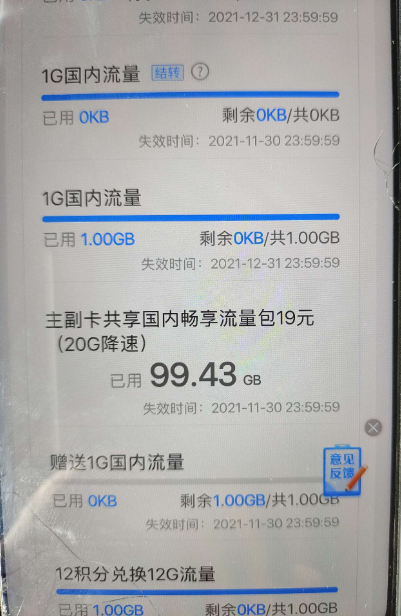 失效时间：2021-12-31 23:59:59
1G国内流量 结转 ?
已用 0KB 剩余0KB/共0KB
失效时间：2021-11-30 23:59:59
1G国内流量
已用 1.00GB 剩余0KB/共1.00GB
失效时间：2021-12-31 23:59:59
主副卡共享国内畅享流量包19元
（20G降速）
已用 99.43 GB
失效时间：2021-11-30 23:59:59
意见
反馈
赠送1G国内流量
已用 0KB 剩余1.00GB/共1.00GB
失效时间：2021-11-30 23:59:59
12积分兑换12G流量
已用 1.00GB 剩余0KB/共1.00GB